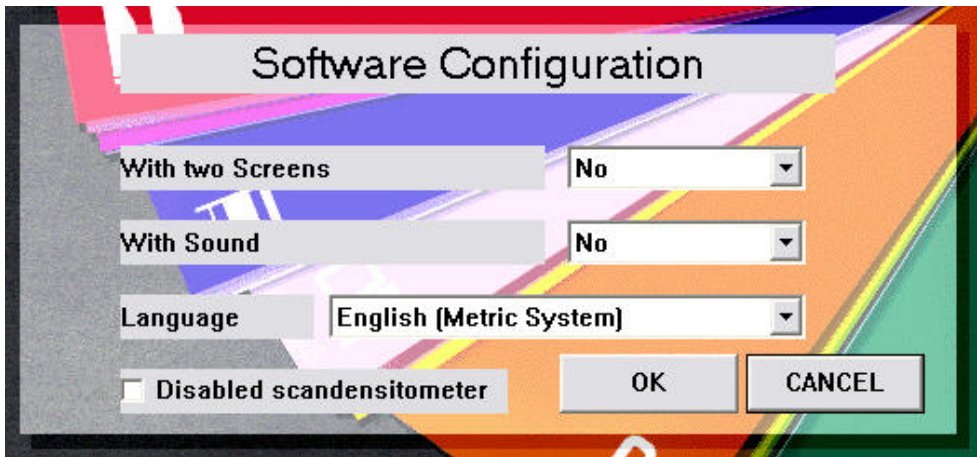 Software Configuration
With two Screens No
With Sound No
Language English (Metric System)
Disabled scandensitometer OK CANCEL